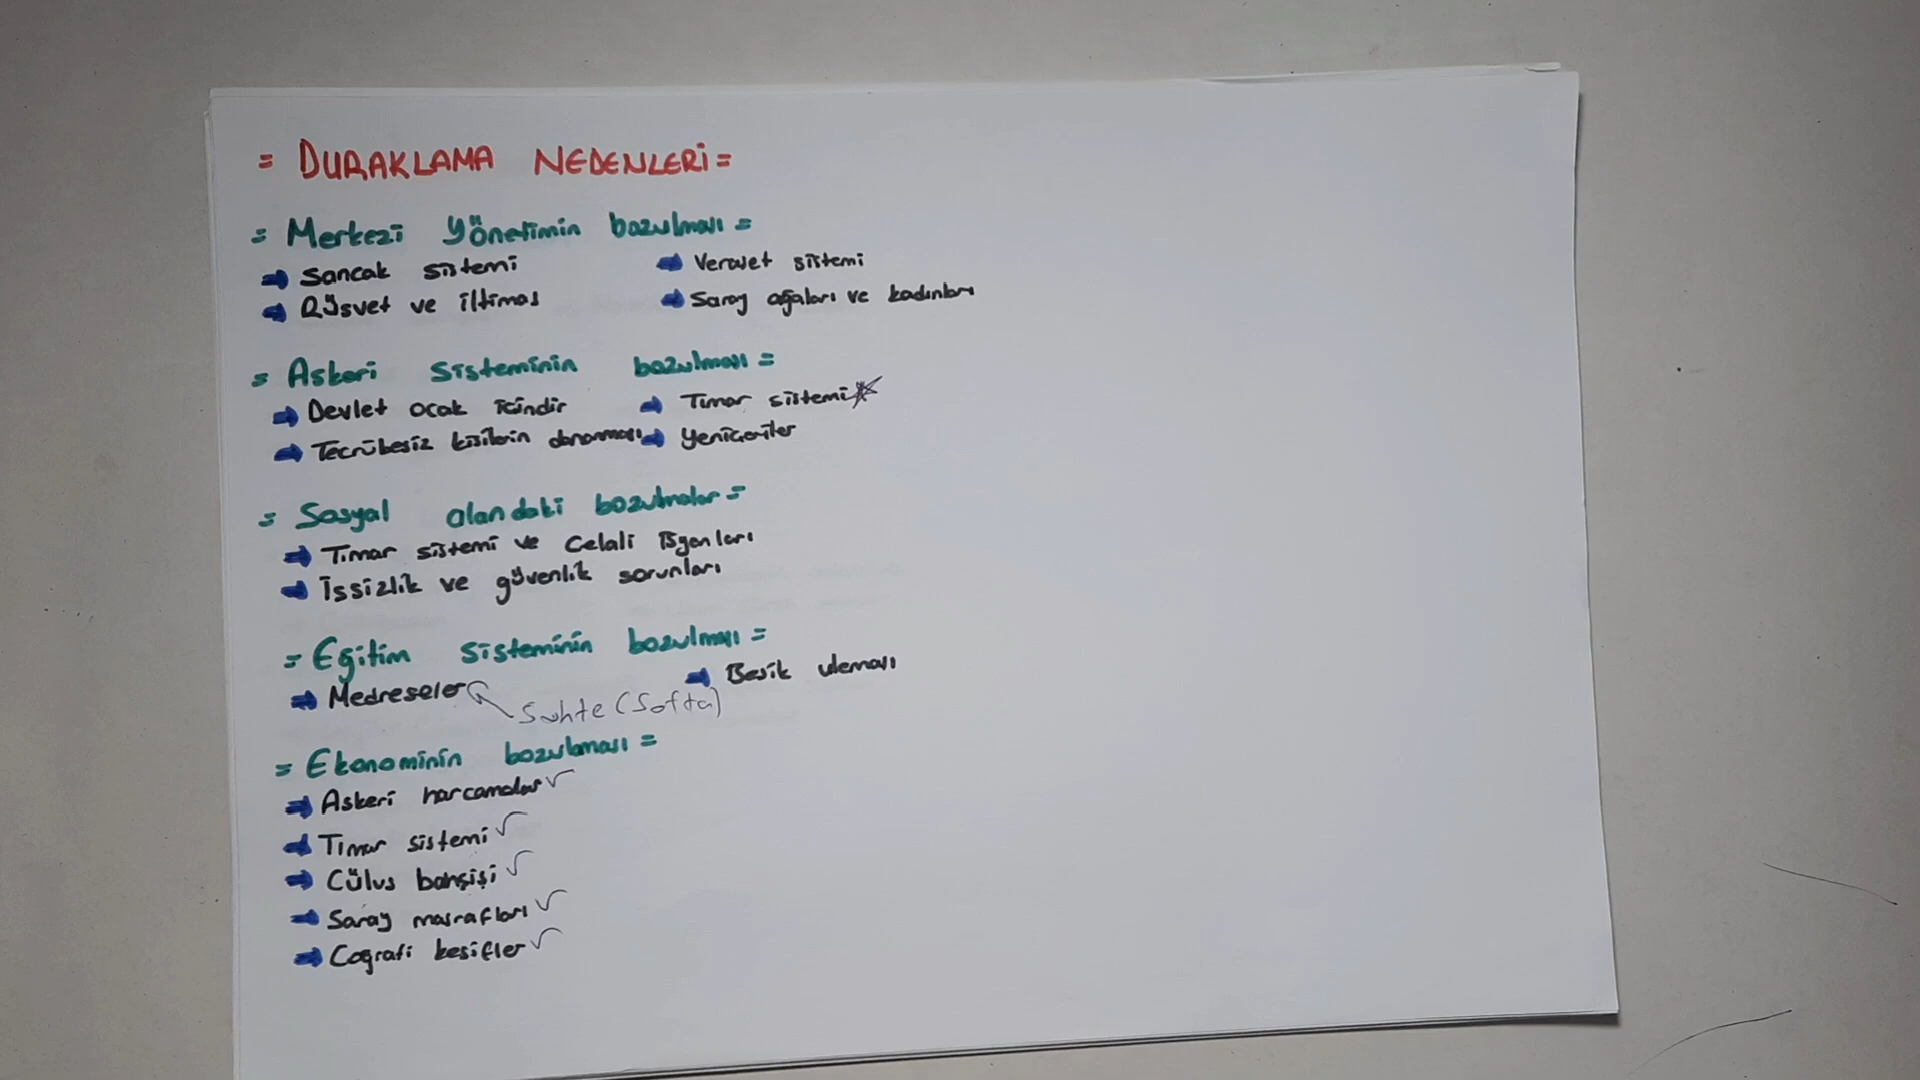 = DURAKLAMA NEDENLERİ =
= Merkezi Yönetimin bozulması =
Sancak sistemi
Veraset sistemi
Rüşvet ve iltimas
Saray ağaları ve kadınları
= Askeri Sisteminin bozulması =
Devlet ocak içindir
Tımar sistemi
Tecrübesiz kişilerin donanması
Yeniçeriler
= Sosyal alandaki bozulmalar =
Tımar sistemi ve Celali isyanları
İşsizlik ve güvenlik sorunları
= Eğitim sisteminin bozulması =
Medreseler
Beşik uleması
Suhte (Softa)
= Ekonominin bozulması =
Askeri harcamalar
Tımar sistemi
Cülus bahşişi
Saray masrafları
Coğrafi keşifler